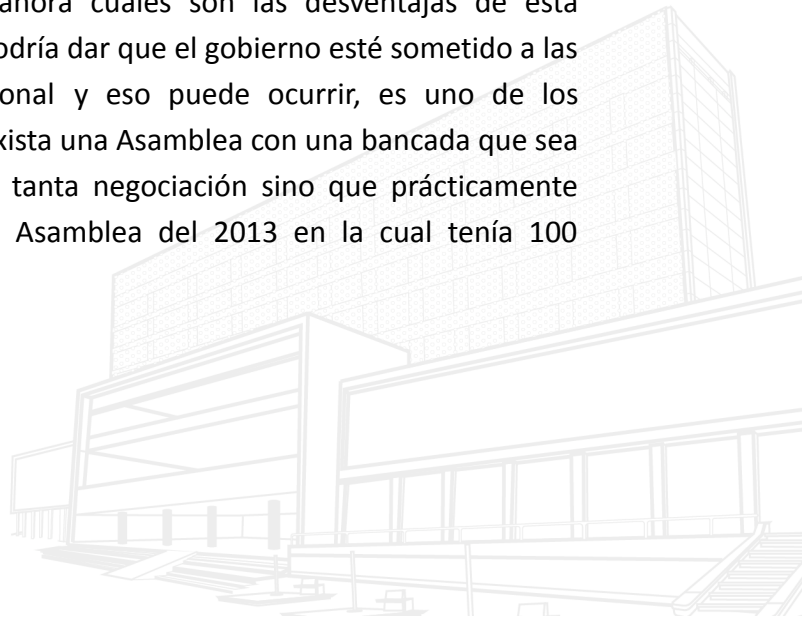 ahora cuáles son las desventajas de esta
odría dar que el gobierno esté sometido a las
onal y eso puede ocurrir, es uno de los
xista una Asamblea con una bancada que sea
tanta negociación sino que prácticamente
Asamblea del 2013 en la cual tenía 100